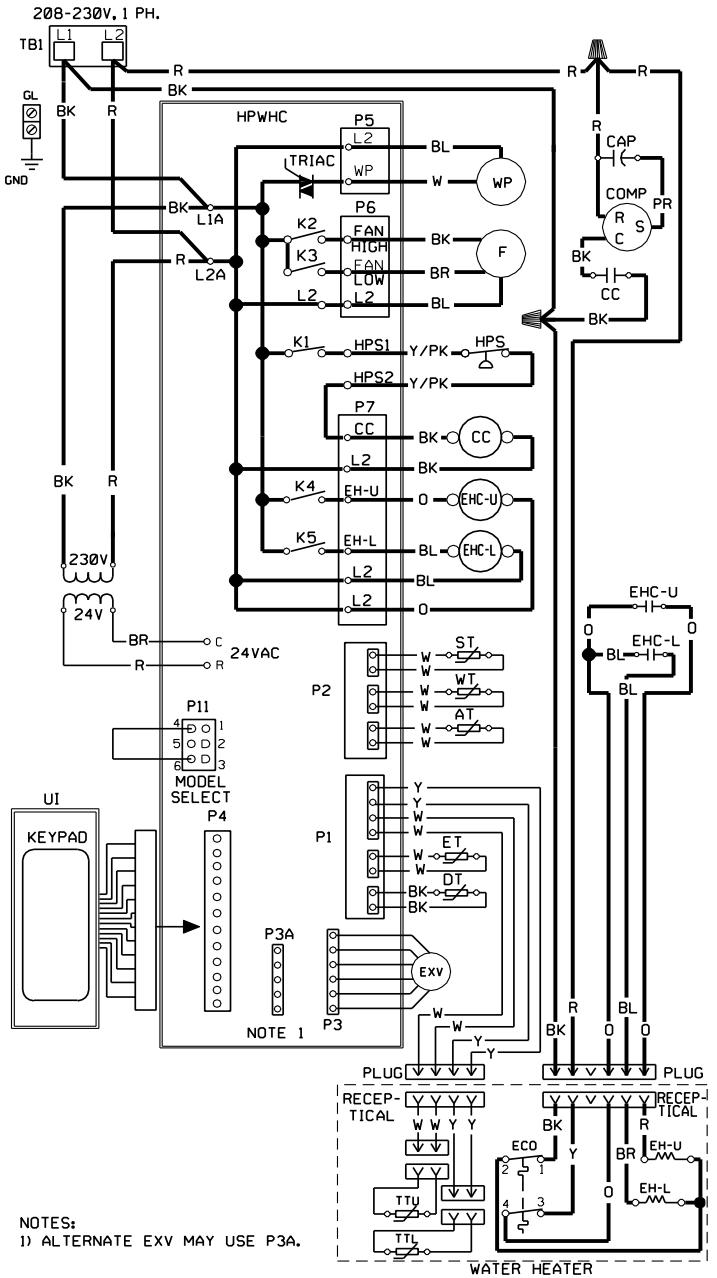 208-230V, 1 PH.
L1 L2
TB1
R R R
BK
GL
BK R
GND
HPWHC
P5
L2 BL
TRIAC
WP W WP
R
CAP
COMP
PR
R S
C
BK
CC
BK
BK L1A
R L2A
P6
K2 FAN HIGH BK
K3 FAN LOW BR
F
L2 L2 BL
K1 HPS1 Y/PK HPS
HPS2 Y/PK
P7
CC BK CC
L2 BK
BK R
K4 EH-U O EHC-U
K5 EH-L BL EHC-L
L2 BL
L2 O
230V
24V
BR C
24VAC
R R
EHC-U
O O
EHC-L
BL
BL
P2
W ST
W
W WT
W
W AT
W
P11
4 1
5 2
6 3
MODEL
SELECT
UI
KEYPAD
P4
P1
Y
Y
W
W
W ET
W
BK DT
BK
P3A
P3
EXV
NOTE 1
W
W
Y
Y
BK R O BL O
PLUG PLUG
RECEP-
TICAL
RECEP-
TICAL
W W Y Y
BK Y O BR R
ECO
2 1
4 3
EH-U
EH-L
TTU
TTL
WATER HEATER
NOTES:
1) ALTERNATE EXV MAY USE P3A.